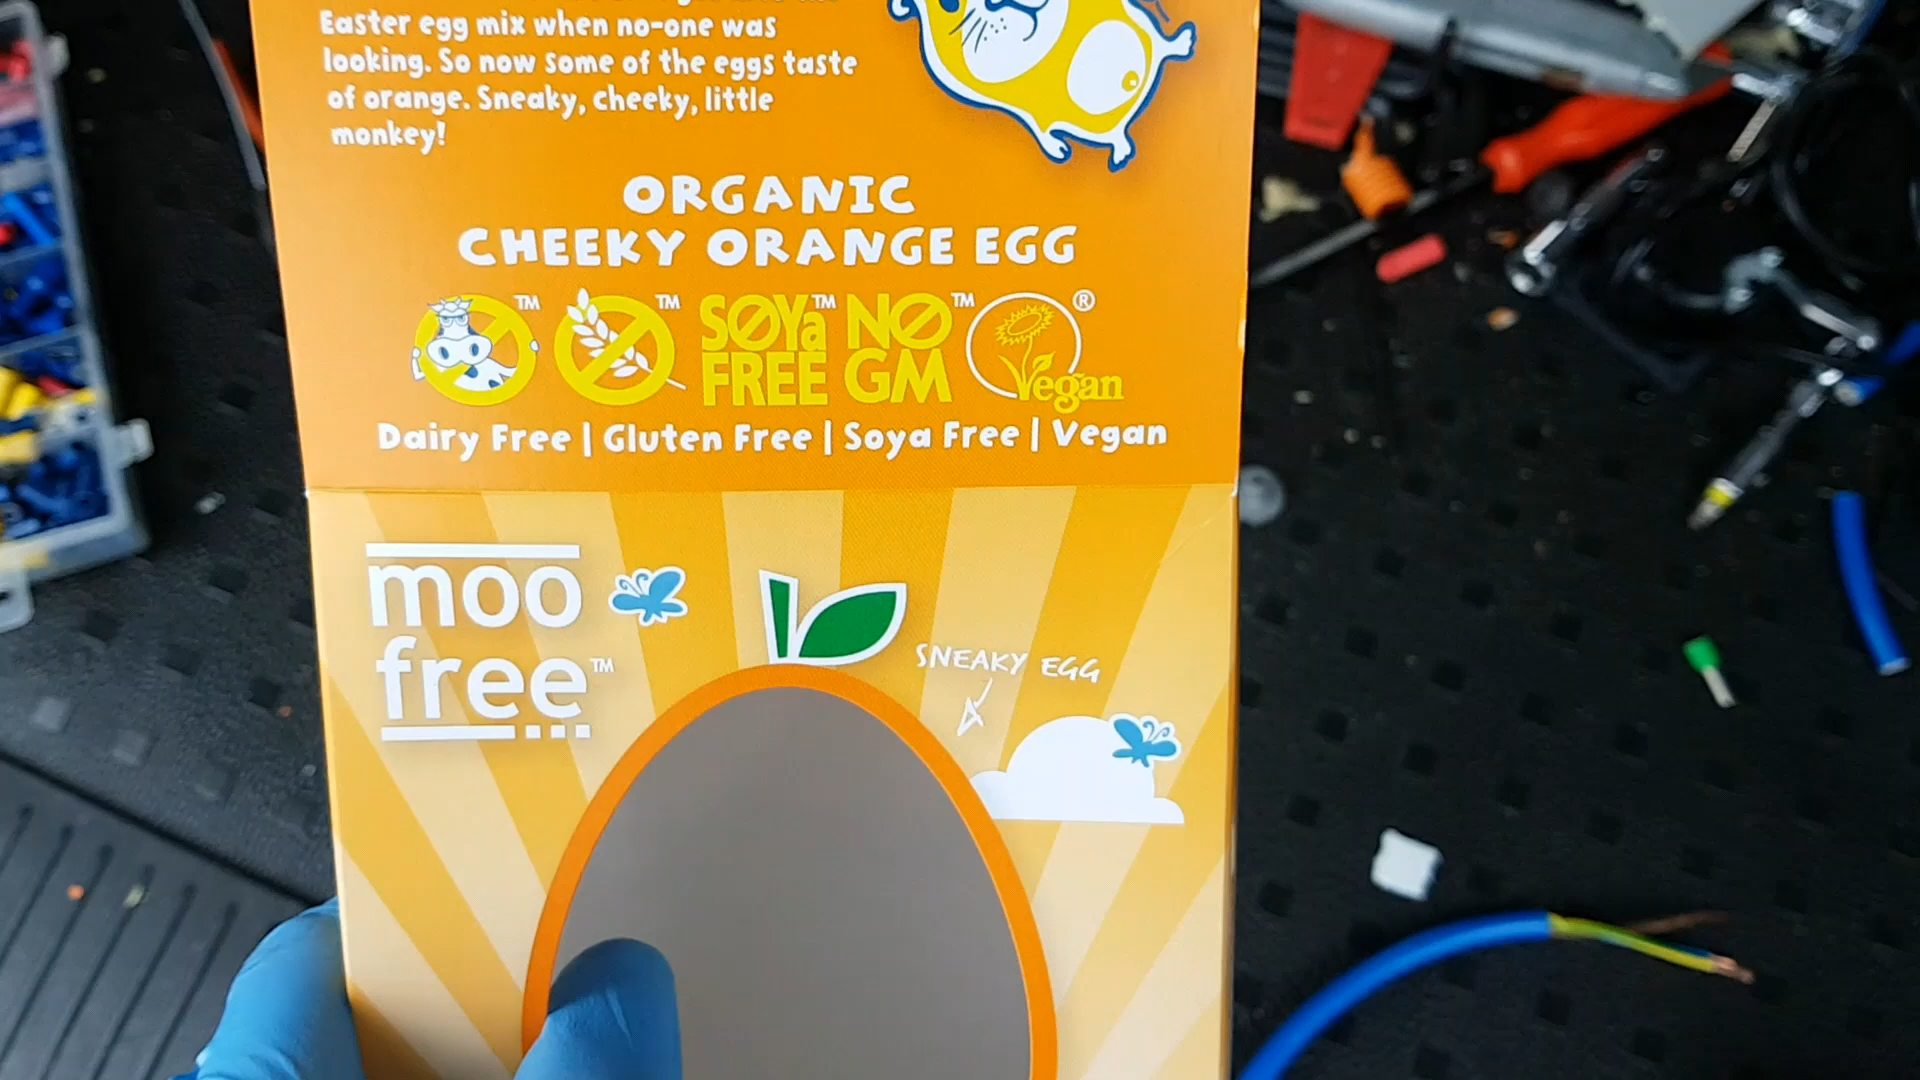 Easter egg mix when no-one was
looking. So now some of the eggs taste
of orange. Sneaky, cheeky, little
monkey!
ORGANIC
CHEEKY ORANGE EGG
TM TM SOYa TM NO TM ®
FREE GM Vegan
Dairy Free | Gluten Free | Soya Free | Vegan
moo
free TM
SNEAKY EGG